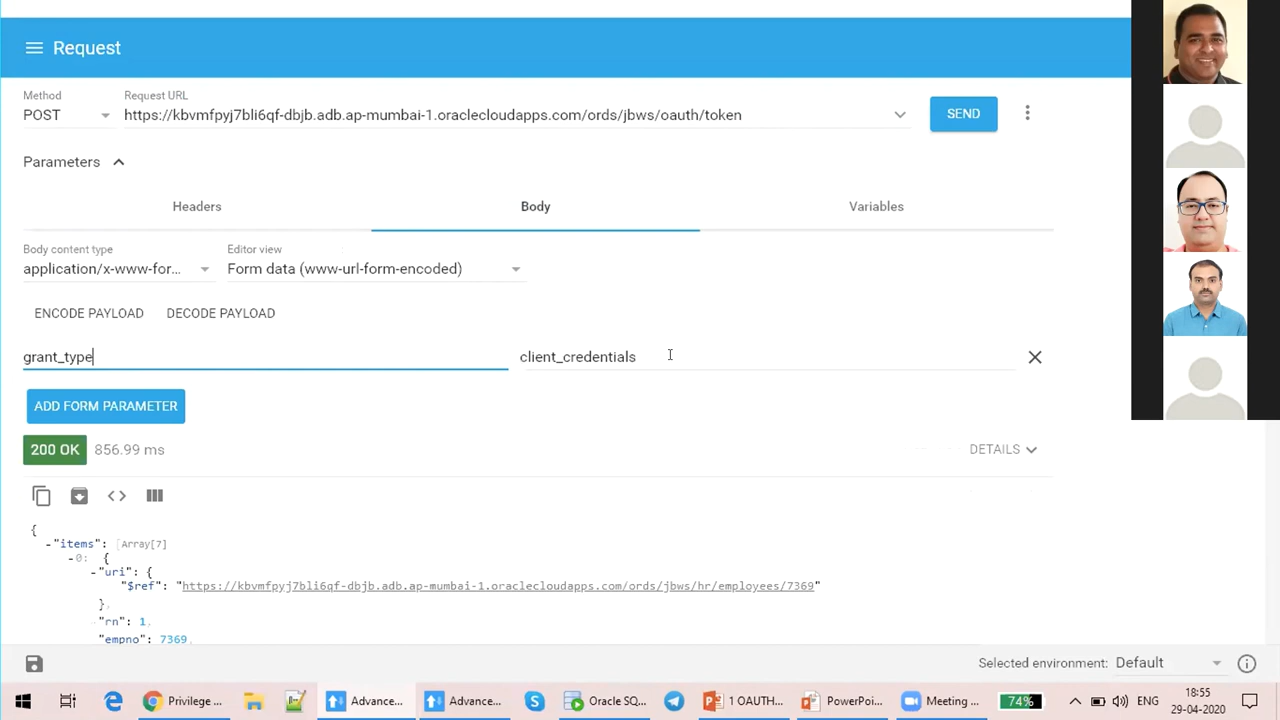 Request
Method
POST
Request URL
https://kbvmfpyj7bli6qf-dbjb.adb.ap-mumbai-1.oraclecloudapps.com/ords/jbws/oauth/token
SEND
Parameters
Headers
Body
Variables
Body content type
application/x-www-for...
Editor view
Form data (www-url-form-encoded)
ENCODE PAYLOAD
DECODE PAYLOAD
grant_type
client_credentials
ADD FORM PARAMETER
200 OK
856.99 ms
DETAILS
{
-"items": [Array[7]
-0: {
-"uri": {
"$ref": "https://kbvmfpyj7bli6qf-dbjb.adb.ap-mumbai-1.oraclecloudapps.com/ords/jbws/hr/employees/7369"
},
"rn": 1,
"empno": 7369,
Selected environment:
Default
Privilege ...
Advance...
Advance...
Oracle SQ...
1 OAUTH...
PowerPoi...
Meeting ...
74%
ENG
18:55
29-04-2020